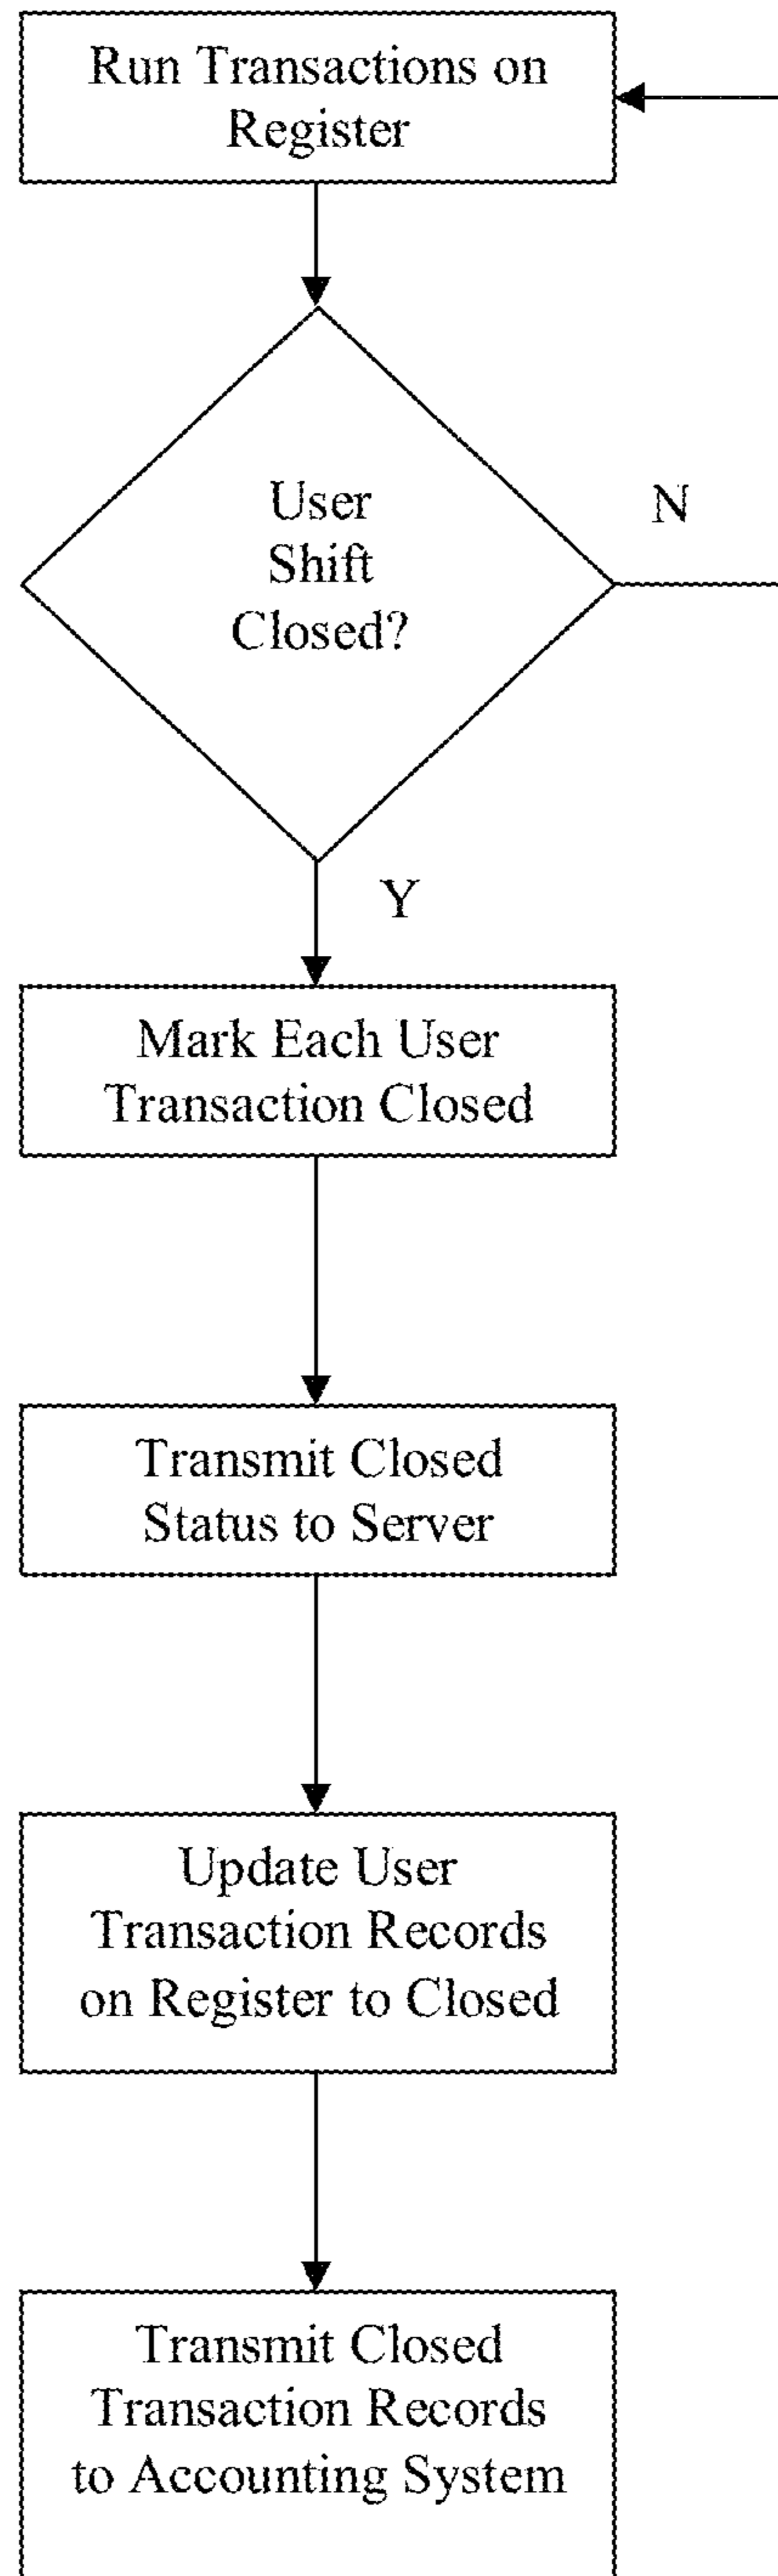 Run Transactions on
Register
User
Shift
Closed?
N
Y
Mark Each User
Transaction Closed
Transmit Closed
Status to Server
Update User
Transaction Records
on Register to Closed
Transmit Closed
Transaction Records
to Accounting System